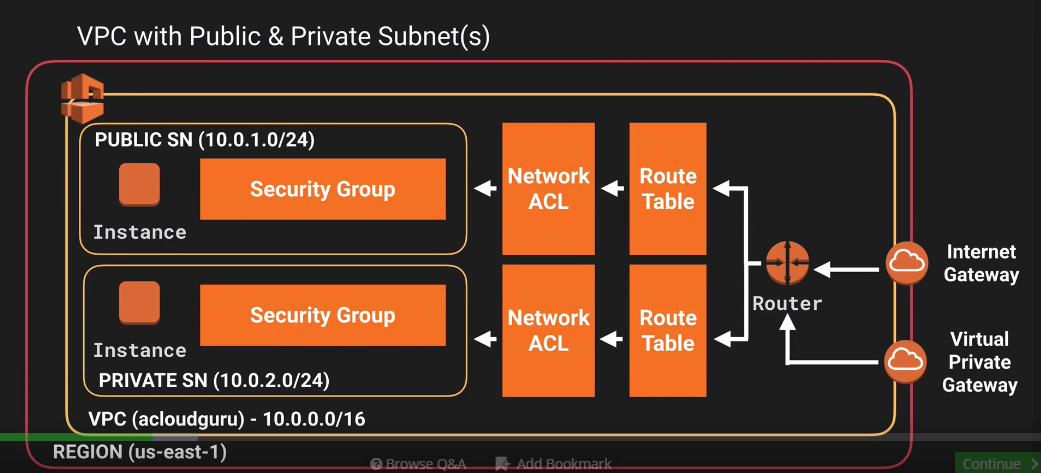 VPC with Public & Private Subnet(s)
PUBLIC SN (10.0.1.0/24)
Security Group
Instance
Network
ACL
Route
Table
Security Group
Instance
PRIVATE SN (10.0.2.0/24)
Network
ACL
Route
Table
Router
Internet
Gateway
Virtual
Private
Gateway
VPC (acloudguru) - 10.0.0.0/16
REGION (us-east-1)
Browse Q&A
Add Bookmark
Continue